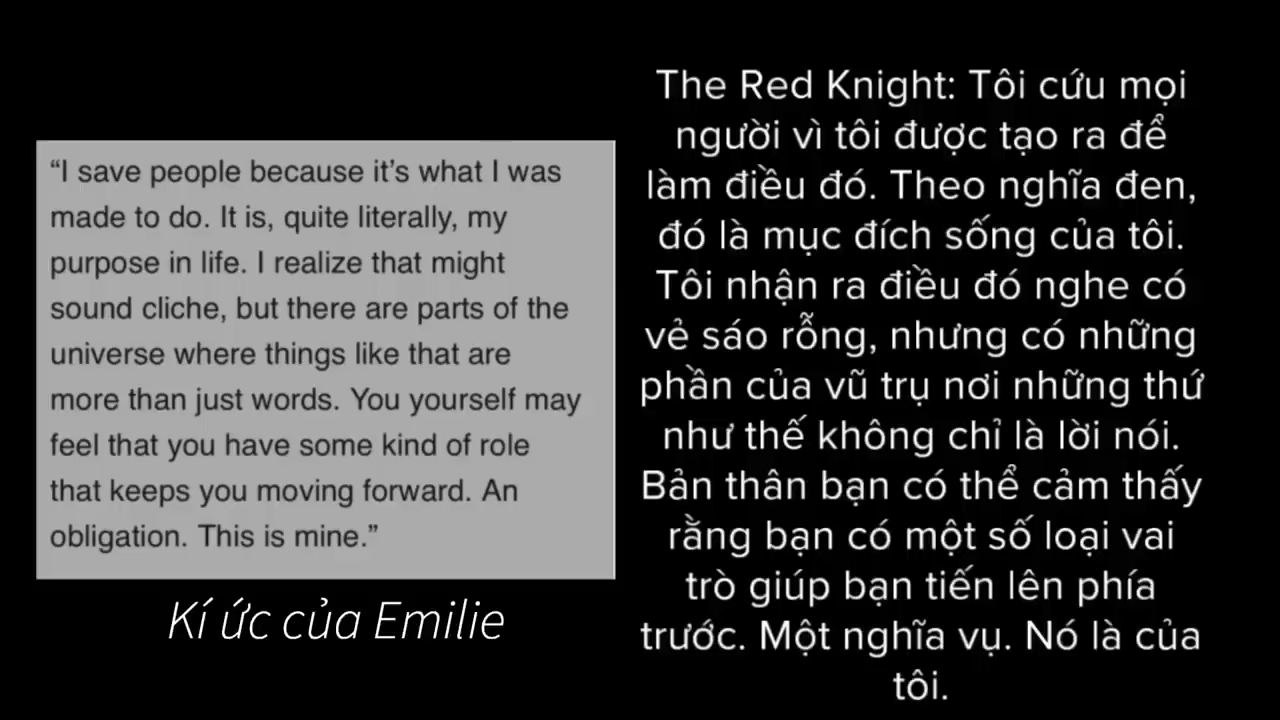 “I save people because it’s what I was
made to do. It is, quite literally, my
purpose in life. I realize that might
sound cliche, but there are parts of the
universe where things like that are
more than just words. You yourself may
feel that you have some kind of role
that keeps you moving forward. An
obligation. This is mine.”
Kí ức của Emilie
The Red Knight: Tôi cứu mọi
người vì tôi được tạo ra để
làm điều đó. Theo nghĩa đen,
đó là mục đích sống của tôi.
Tôi nhận ra điều đó nghe có
vẻ sáo rỗng, nhưng có những
phần của vũ trụ nơi những thứ
như thế không chỉ là lời nói.
Bản thân bạn có thể cảm thấy
rằng bạn có một số loại vai
trò giúp bạn tiến lên phía
trước. Một nghĩa vụ. Nó là của
tôi.